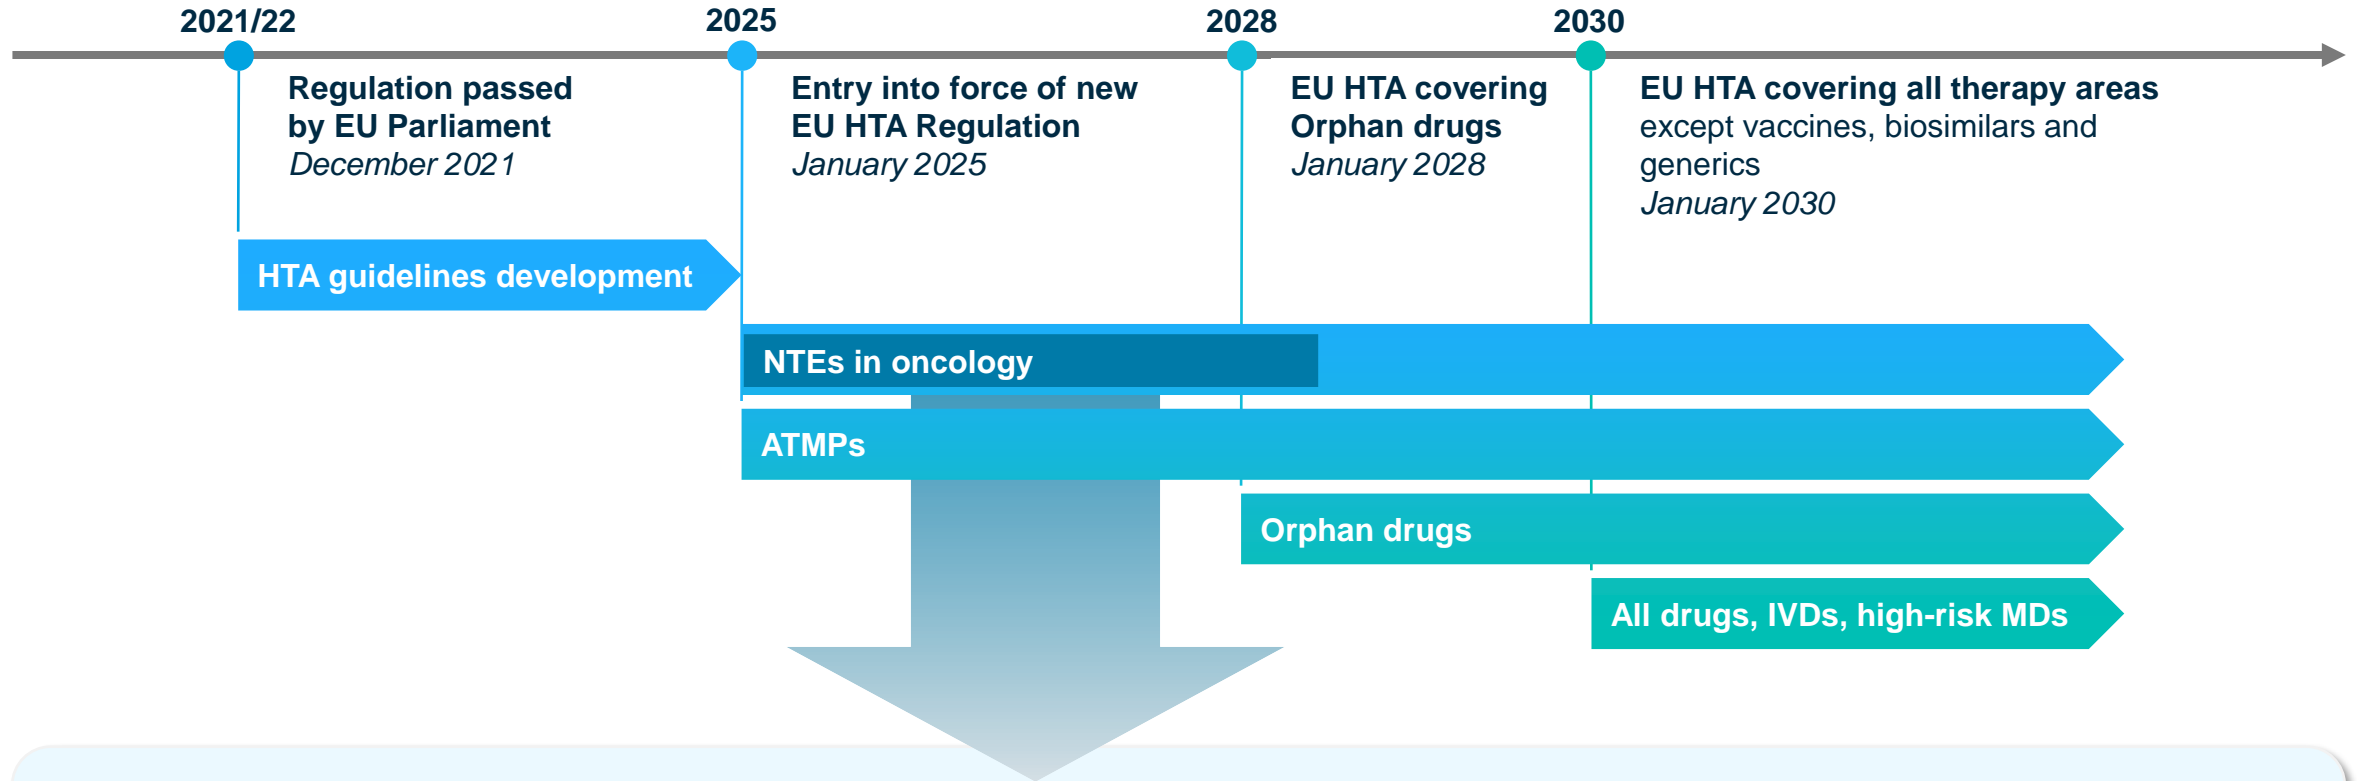 2021/22
2025
2028
2030
Regulation passed
by EU Parliament
December 2021
Entry into force of new
EU HTA Regulation
January 2025
EU HTA covering
Orphan drugs
January 2028
EU HTA covering all therapy areas
except vaccines, biosimilars and
generics
January 2030
HTA guidelines development
NTEs in oncology
ATMPs
Orphan drugs
All drugs, IVDs, high-risk MDs